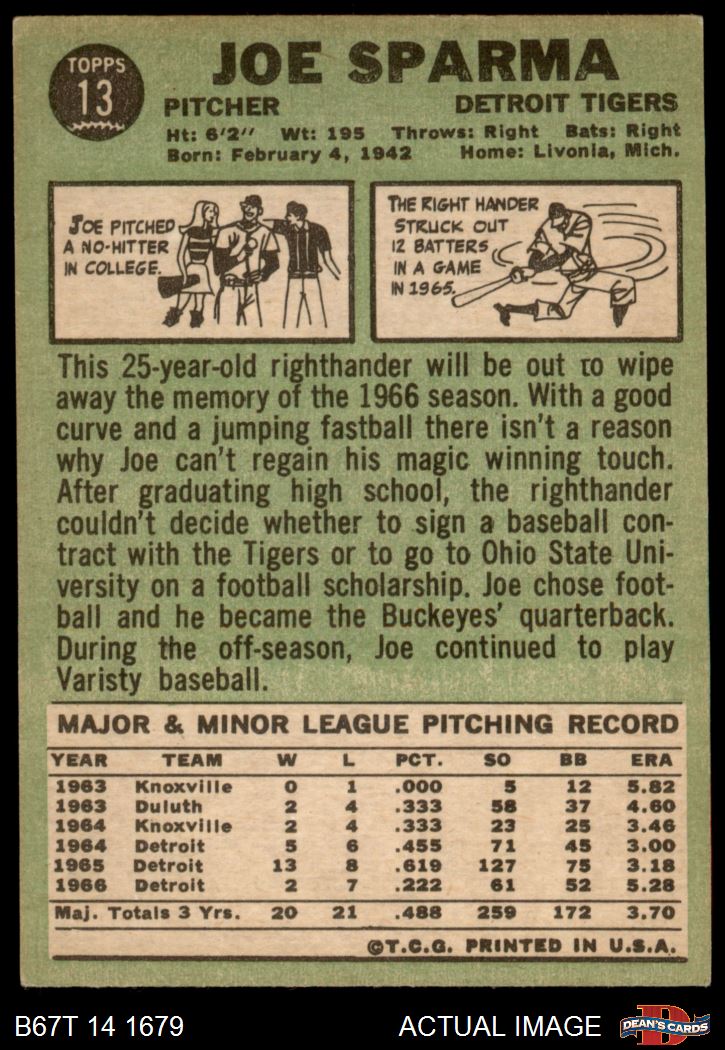 TOPPS
13
JOE SPARMA
PITCHER DETROIT TIGERS
Ht: 6'2" Wt: 195 Throws: Right Bats: Right
Born: February 4, 1942 Home: Livonia, Mich.
JOE PITCHED
A NO-HITTER
IN COLLEGE.
THE RIGHT HANDER
STRUCK OUT
12 BATTERS
IN A GAME
IN 1965.
This 25-year-old righthander will be out to wipe
away the memory of the 1966 season. With a good
curve and a jumping fastball there isn't a reason
why Joe can't regain his magic winning touch.
After graduating high school, the righthander
couldn't decide whether to sign a baseball con-
tract with the Tigers or to go to Ohio State Uni-
versity on a football scholarship. Joe chose foot-
ball and he became the Buckeyes' quarterback.
During the off-season, Joe continued to play
Varisty baseball.
MAJOR & MINOR LEAGUE PITCHING RECORD
YEAR TEAM W L PCT. SO BB ERA
1963 Knoxville 0 1 .000 5 12 5.82
1963 Duluth 2 4 .333 58 37 4.60
1964 Knoxville 2 4 .333 23 25 3.46
1964 Detroit 5 6 .455 71 45 3.00
1965 Detroit 13 8 .619 127 75 3.18
1966 Detroit 2 7 .222 61 52 5.28
Maj. Totals 3 Yrs. 20 21 .488 259 172 3.70
©T.C.G. PRINTED IN U.S.A.
B67T 14 1679 ACTUAL IMAGE
D
DEAN'S CARDS